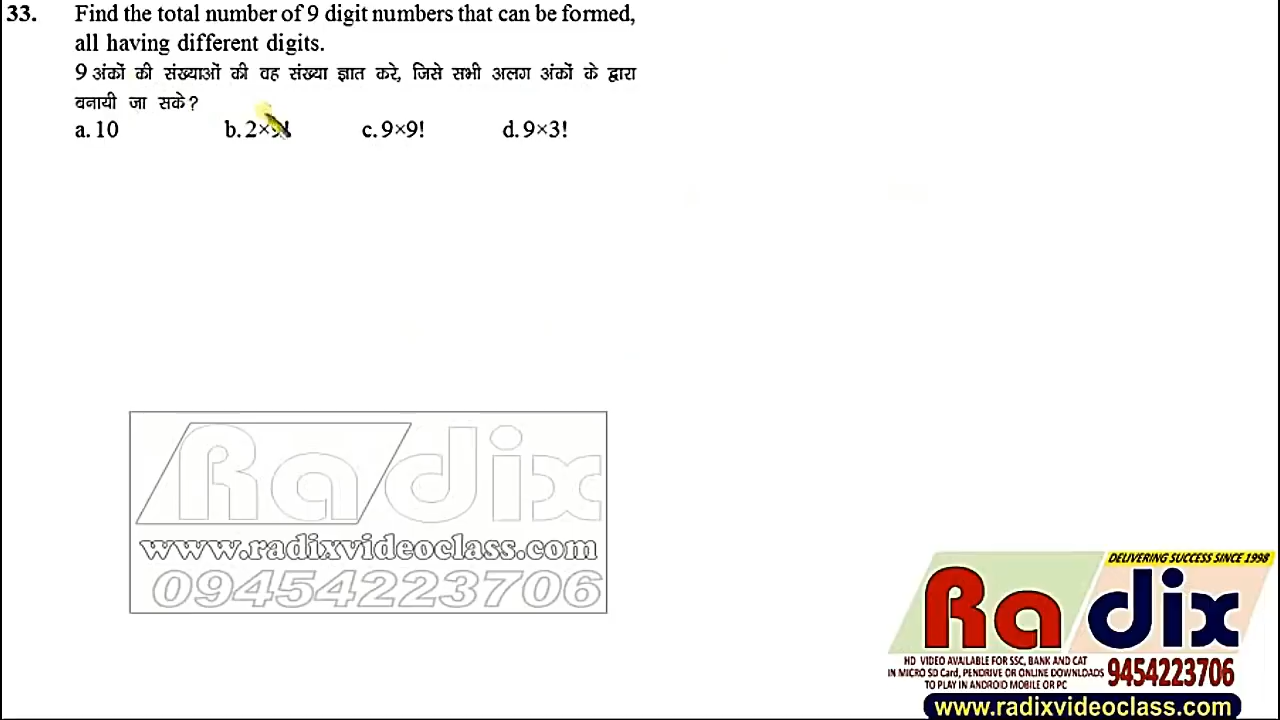 33. Find the total number of 9 digit numbers that can be formed,
all having different digits.
9 अंकों की संख्याओं की वह संख्या ज्ञात करे, जिसे सभी अलग अंकों के द्वारा
बनायी जा सके?
a. 10 b. 2× c. 9×9! d. 9×3!
Radix
www.radixvideoclass.com
09454223706
DELIVERING SUCCESS SINCE 1998
Radix
HD VIDEO AVAILABLE FOR SSC, BANK AND CAT
IN MICRO SD Card, PENDRIVE OR ONLINE DOWNLOADS
TO PLAY IN ANDROID MOBILE OR PC
9454223706
www.radixvideoclass.com